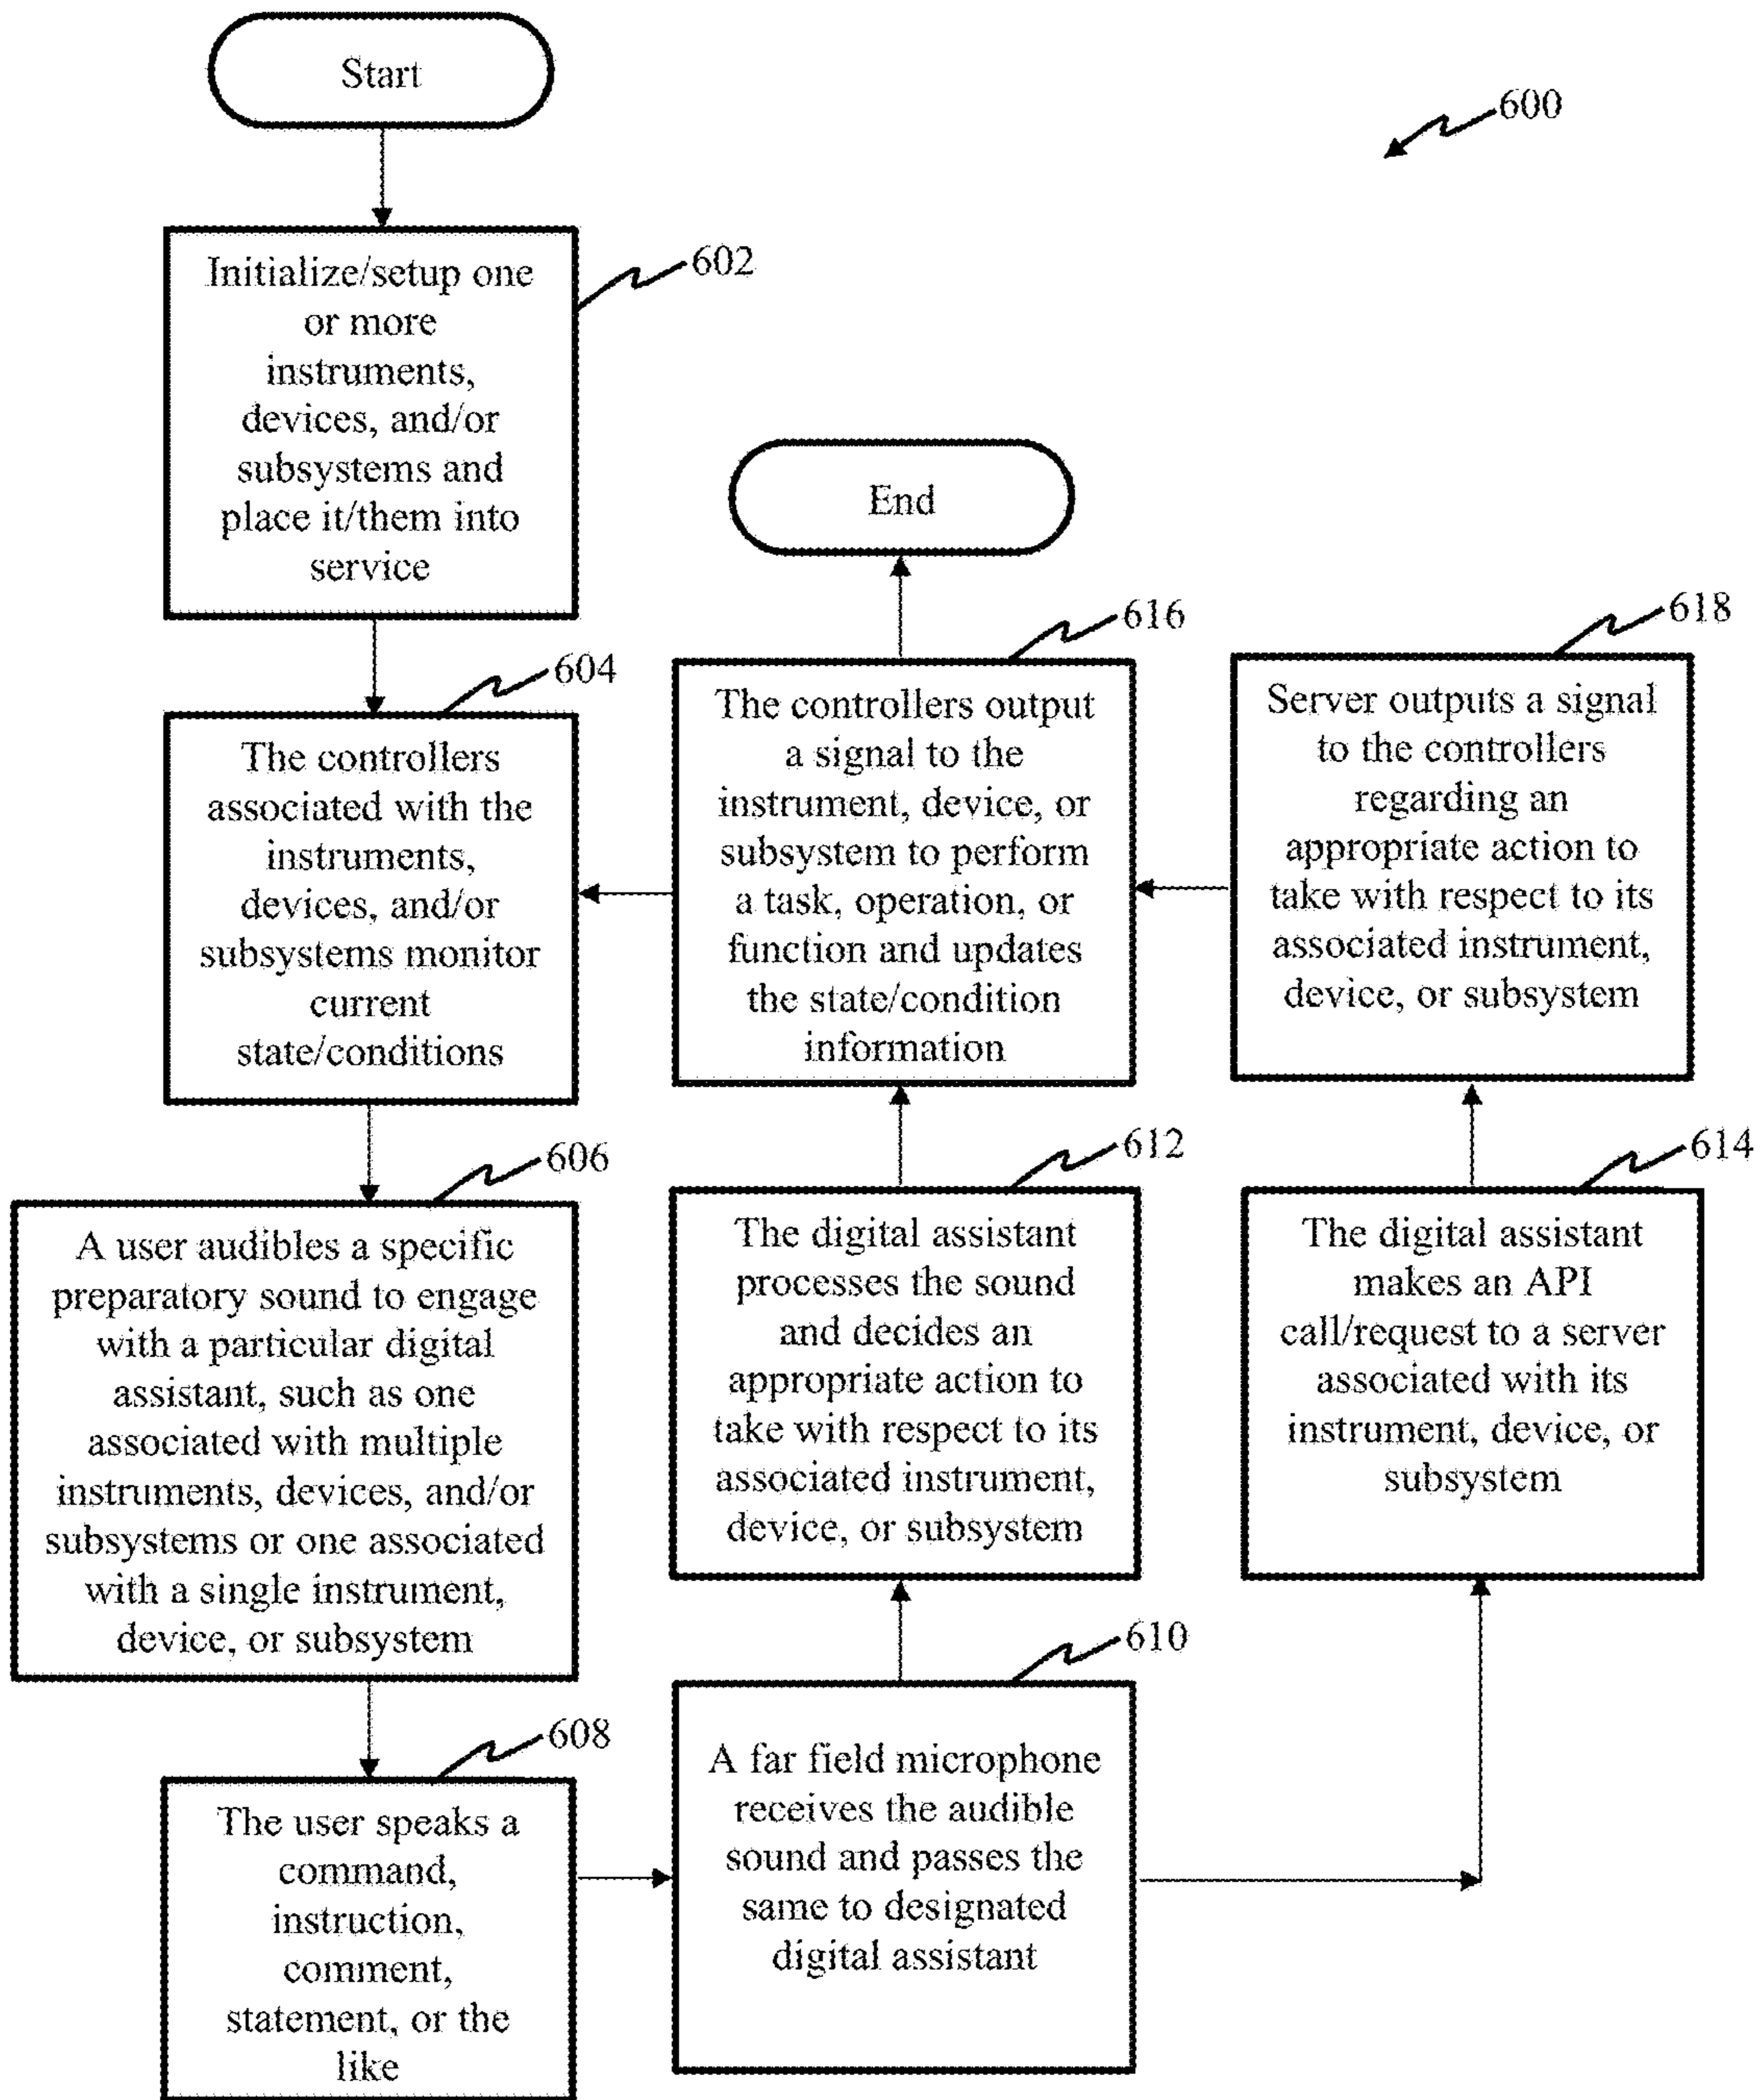 Start
600
Initialize/setup one
or more
instruments,
devices, and/or
subsystems and
place it/them into
service
602
End
The controllers
associated with the
instruments,
devices, and/or
subsystems monitor
current
state/conditions
604
The controllers output
a signal to the
instrument, device, or
subsystem to perform
a task, operation, or
function and updates
the state/condition
information
616
Server outputs a signal
to the controllers
regarding an
appropriate action to
take with respect to its
associated instrument,
device, or subsystem
618
A user audibles a specific
preparatory sound to engage
with a particular digital
assistant, such as one
associated with multiple
instruments, devices, and/or
subsystems or one associated
with a single instrument,
device, or subsystem
606
The digital assistant
processes the sound
and decides an
appropriate action to
take with respect to its
associated instrument,
device, or subsystem
612
The digital assistant
makes an API
call/request to a server
associated with its
instrument, device, or
subsystem
614
The user speaks a
command,
instruction,
comment,
statement, or the
like
608
A far field microphone
receives the audible
sound and passes the
same to designated
digital assistant
610